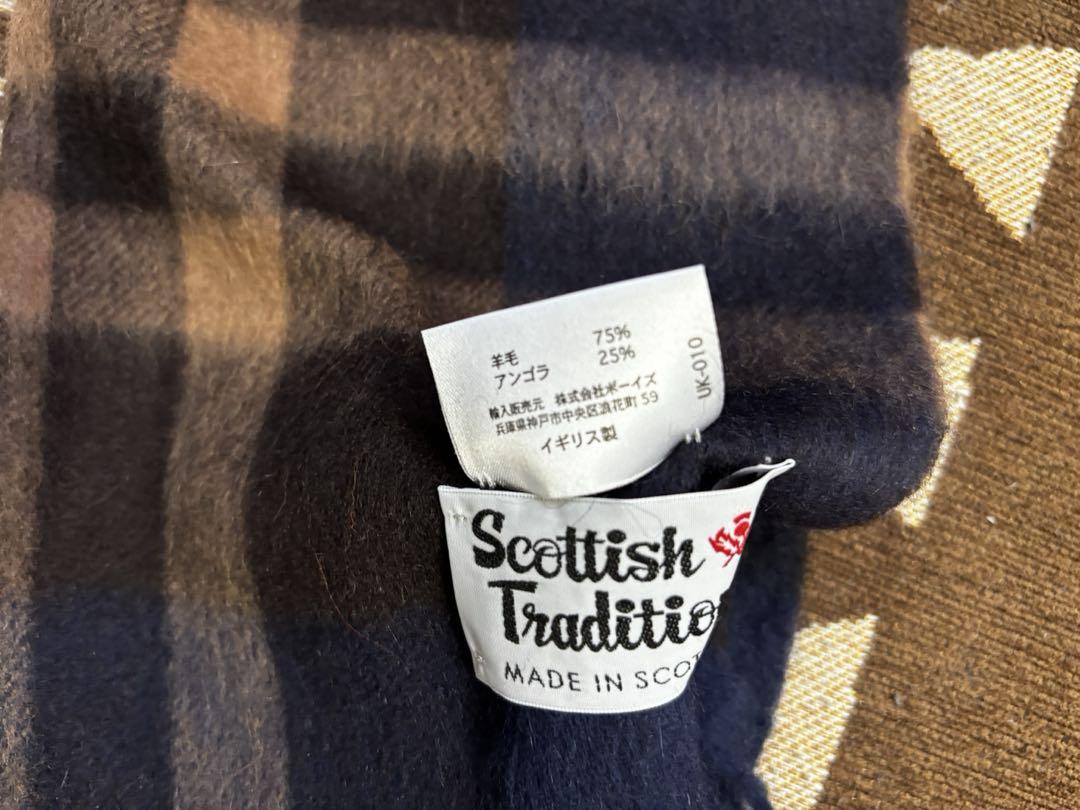 羊毛 75%
アンゴラ 25%
輸入販売元 株式会社ボーイズ
兵庫県神戸市中央区浪花町 59
イギリス製
UK-010
Scottish
Traditio
MADE IN SCOT